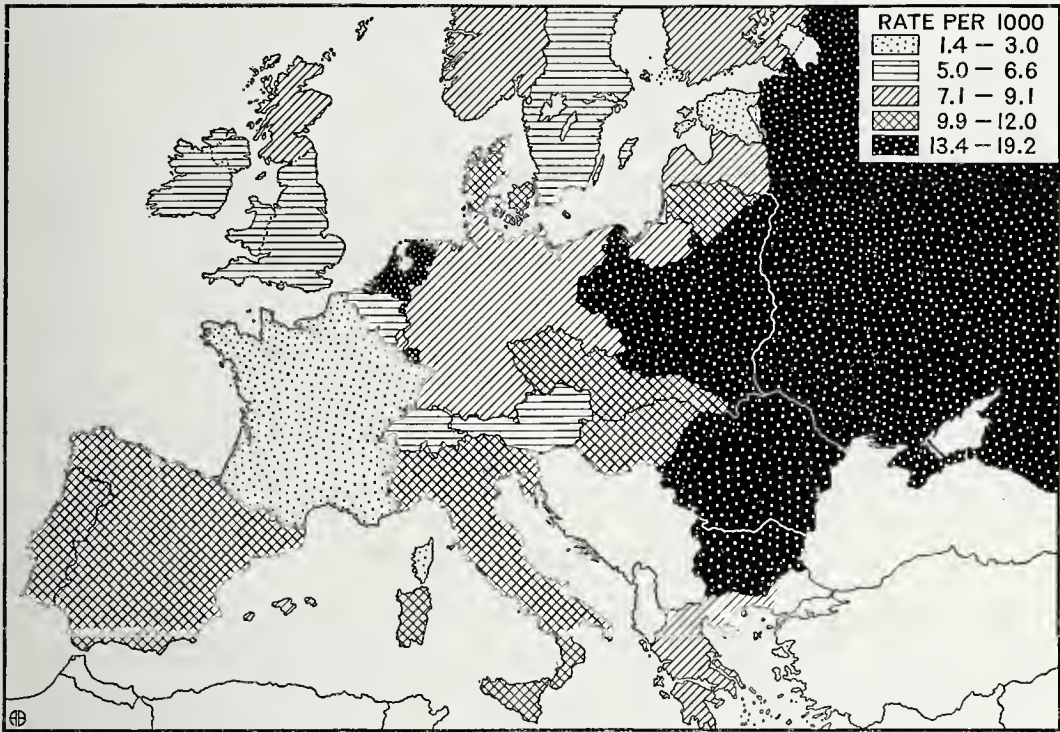 RATE PER 1000
1.4 – 3.0
5.0 – 6.6
7.1 – 9.1
9.9 – 12.0
13.4 – 19.2
AB